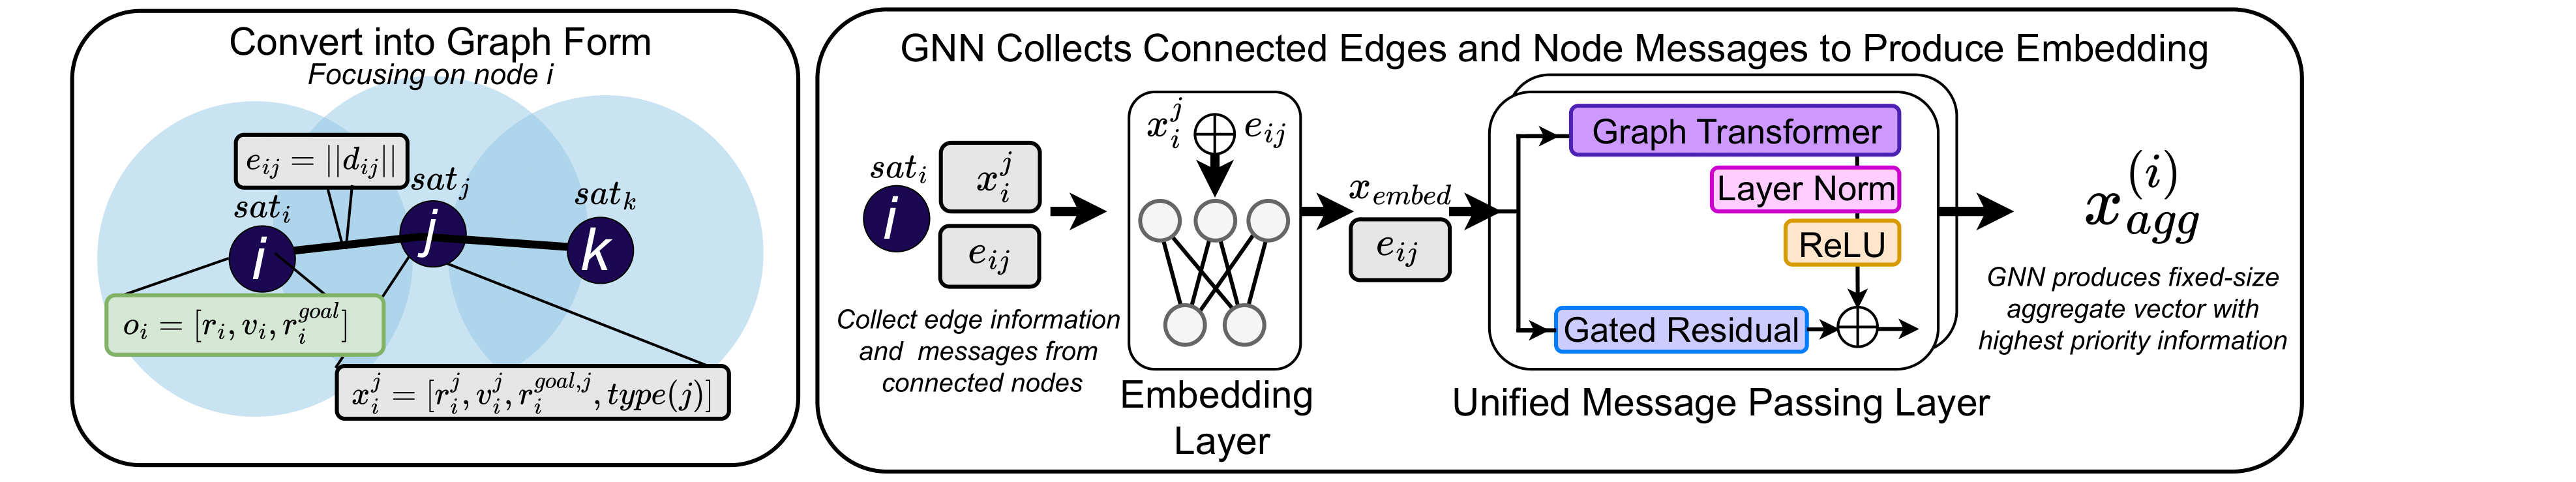 Convert into Graph Form
Focusing on node i
e_{ij} = ||d_{ij}||
sat_i
sat_j
sat_k
i
j
k
o_i = [r_i, v_i, r_i^{goal}]
x_i^j = [r_i^j, v_i^j, r_i^{goal,j}, type(j)]
GNN Collects Connected Edges and Node Messages to Produce Embedding
sat_i
i
x_i^j
e_{ij}
Collect edge information
and messages from
connected nodes
x_i^j ⊕ e_{ij}
Embedding
Layer
x_{embed}
e_{ij}
Graph Transformer
Layer Norm
ReLU
Gated Residual
Unified Message Passing Layer
x_{agg}^{(i)}
GNN produces fixed-size
aggregate vector with
highest priority information